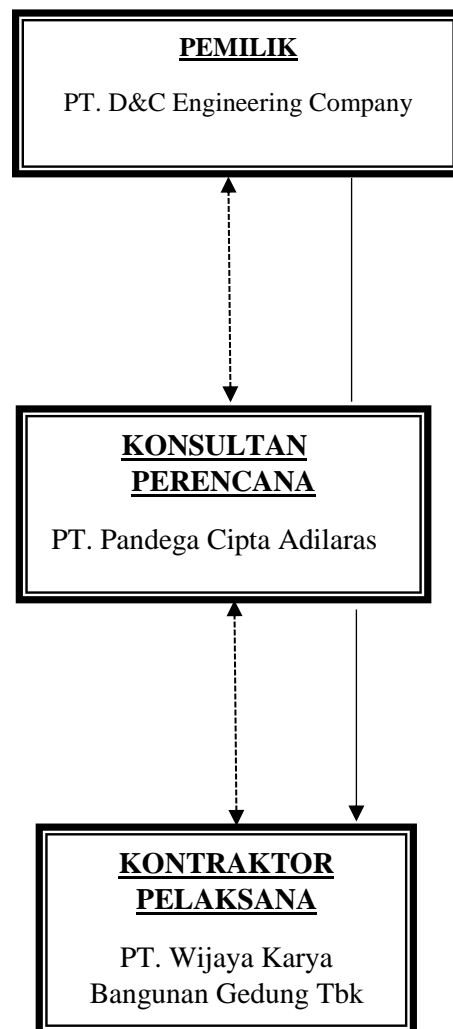 PEMILIK
PT. D&C Engineering Company
KONSULTAN
PERENCANA
PT. Pandega Cipta Adilaras
KONTRAKTOR
PELAKSANA
PT. Wijaya Karya
Bangunan Gedung Tbk